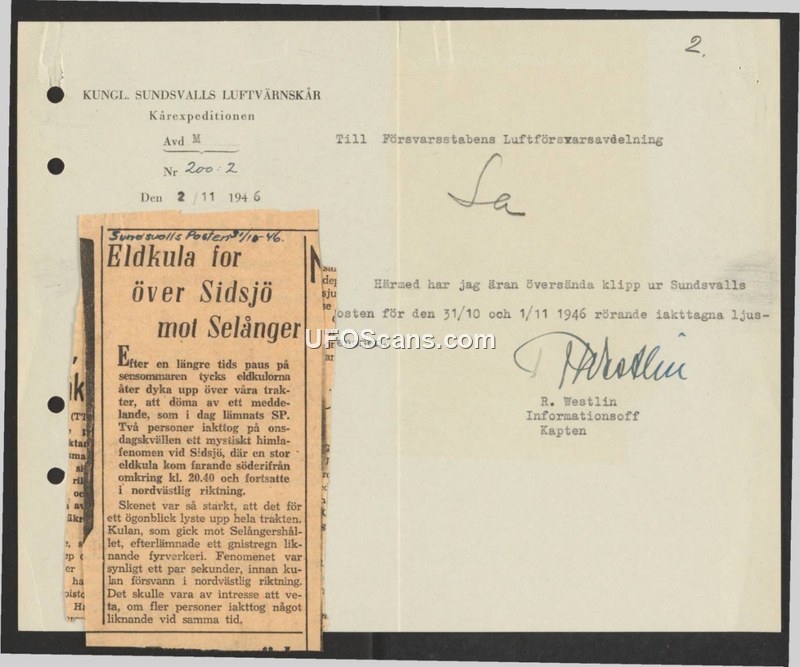 2.
KUNGL. SUNDSVALLS LUFTVÄRNSKÅR
Kårexpeditionen
Avd M
Nr 200:2
Den 2/11 1946
Till Försvarsstabens Luftförsvarsavdelning
Härmed har jag äran översända klipp ur Sundsvalls
osten för den 31/10 och 1/11 1946 rörande iakttagna ljus-
R. Westlin
R. Westlin
Informationsoff
Kapten
Sundsvalls Posten 31/10-46.
Eldkula for
över Sidsjö
mot Selånger
Efter en längre tids paus på
sensommaren tycks eldkulorna
åter dyka upp över våra trak-
ter, att döma av ett medde-
lande, som i dag lämnats SP.
Två personer iakttog på ons-
dagskvällen ett mystiskt himla-
fenomen vid Sidsjö, där en stor
eldkula kom farande söderifrån
omkring kl. 20.40 och fortsatte
i nordvästlig riktning.
Skenet var så starkt, att det för
ett ögonblick lyste upp hela trakten.
Kulan, som gick mot Selångershål-
let, efterlämnade ett gnistregn lik-
nande fyrverkeri. Fenomenet var
synligt ett par sekunder, innan ku-
lan försvann i nordvästlig riktning.
Det skulle vara av intresse att ve-
ta, om fler personer iakttog något
liknande vid samma tid.
UFOScans.com